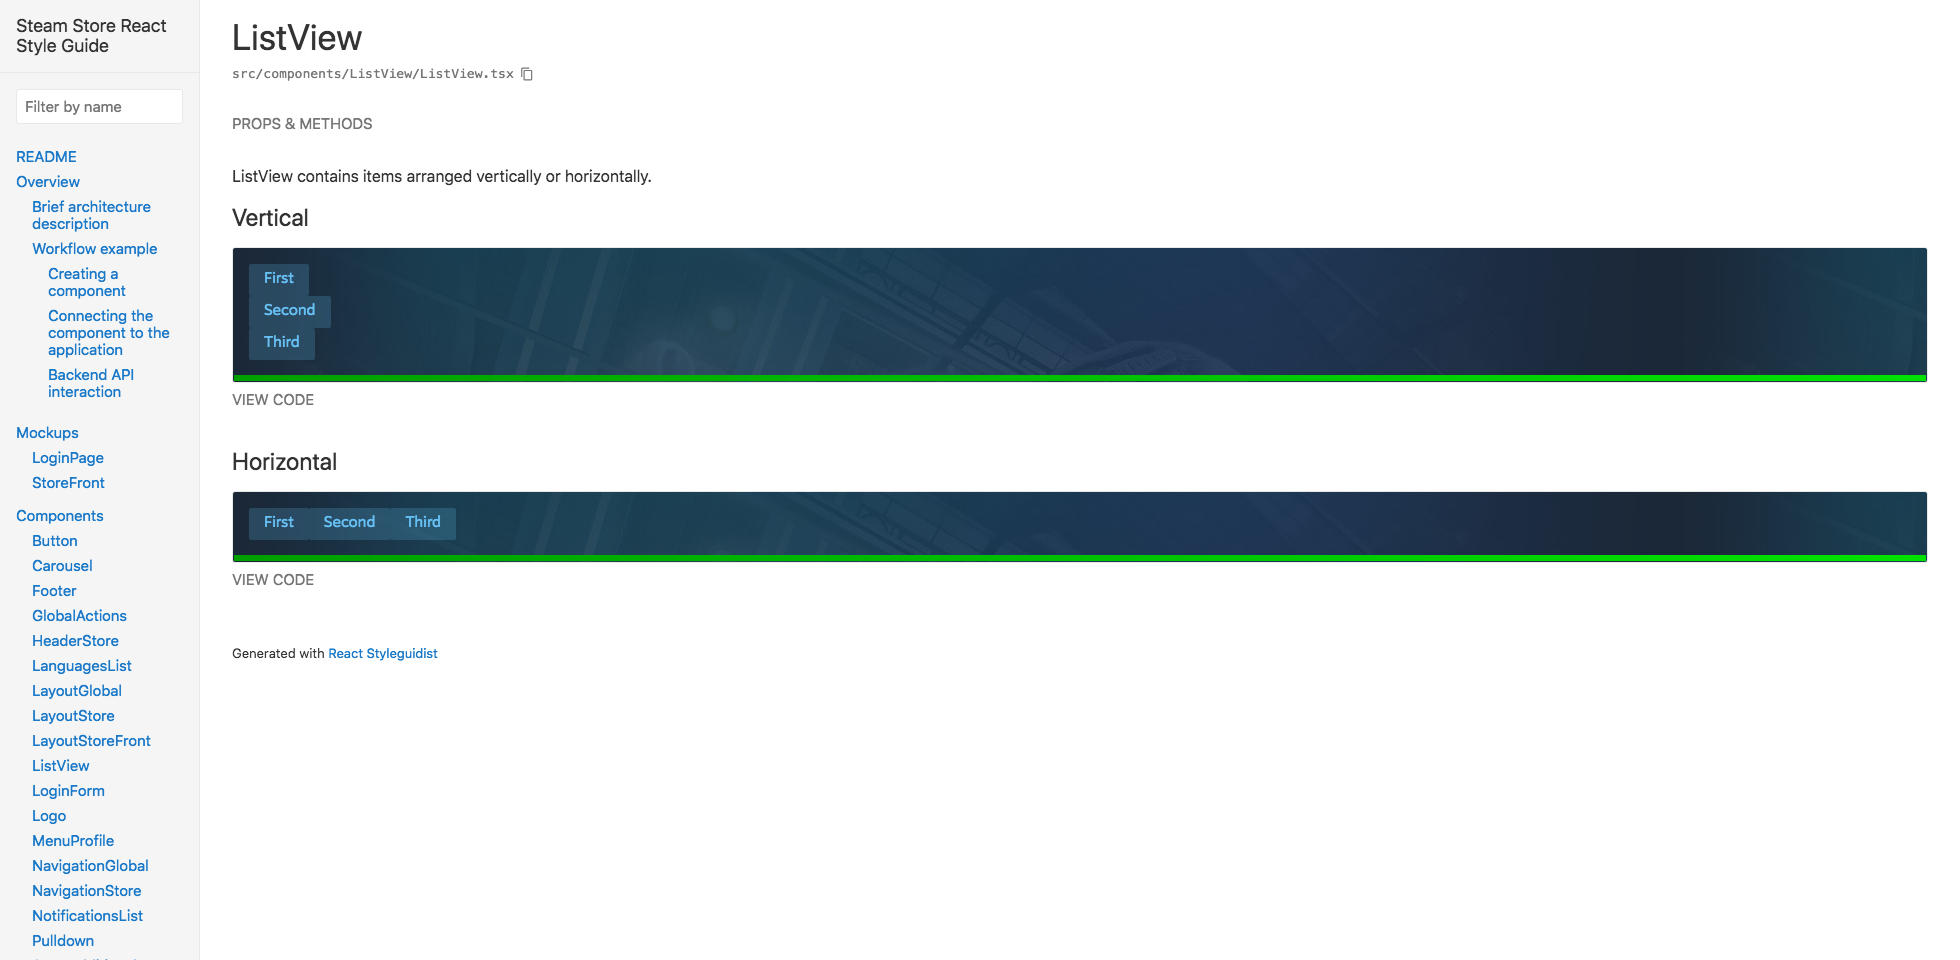 Steam Store React
Style Guide
Filter by name
README
Overview
Brief architecture
description
Workflow example
Creating a
component
Connecting the
component to the
application
Backend API
interaction
Mockups
LoginPage
StoreFront
Components
Button
Carousel
Footer
GlobalActions
HeaderStore
LanguagesList
LayoutGlobal
LayoutStore
LayoutStoreFront
ListView
LoginForm
Logo
MenuProfile
NavigationGlobal
NavigationStore
NotificationsList
Pulldown
ListView
src/components/ListView/ListView.tsx
PROPS & METHODS
ListView contains items arranged vertically or horizontally.
Vertical
First
Second
Third
VIEW CODE
Horizontal
First Second Third
VIEW CODE
Generated with React Styleguidist